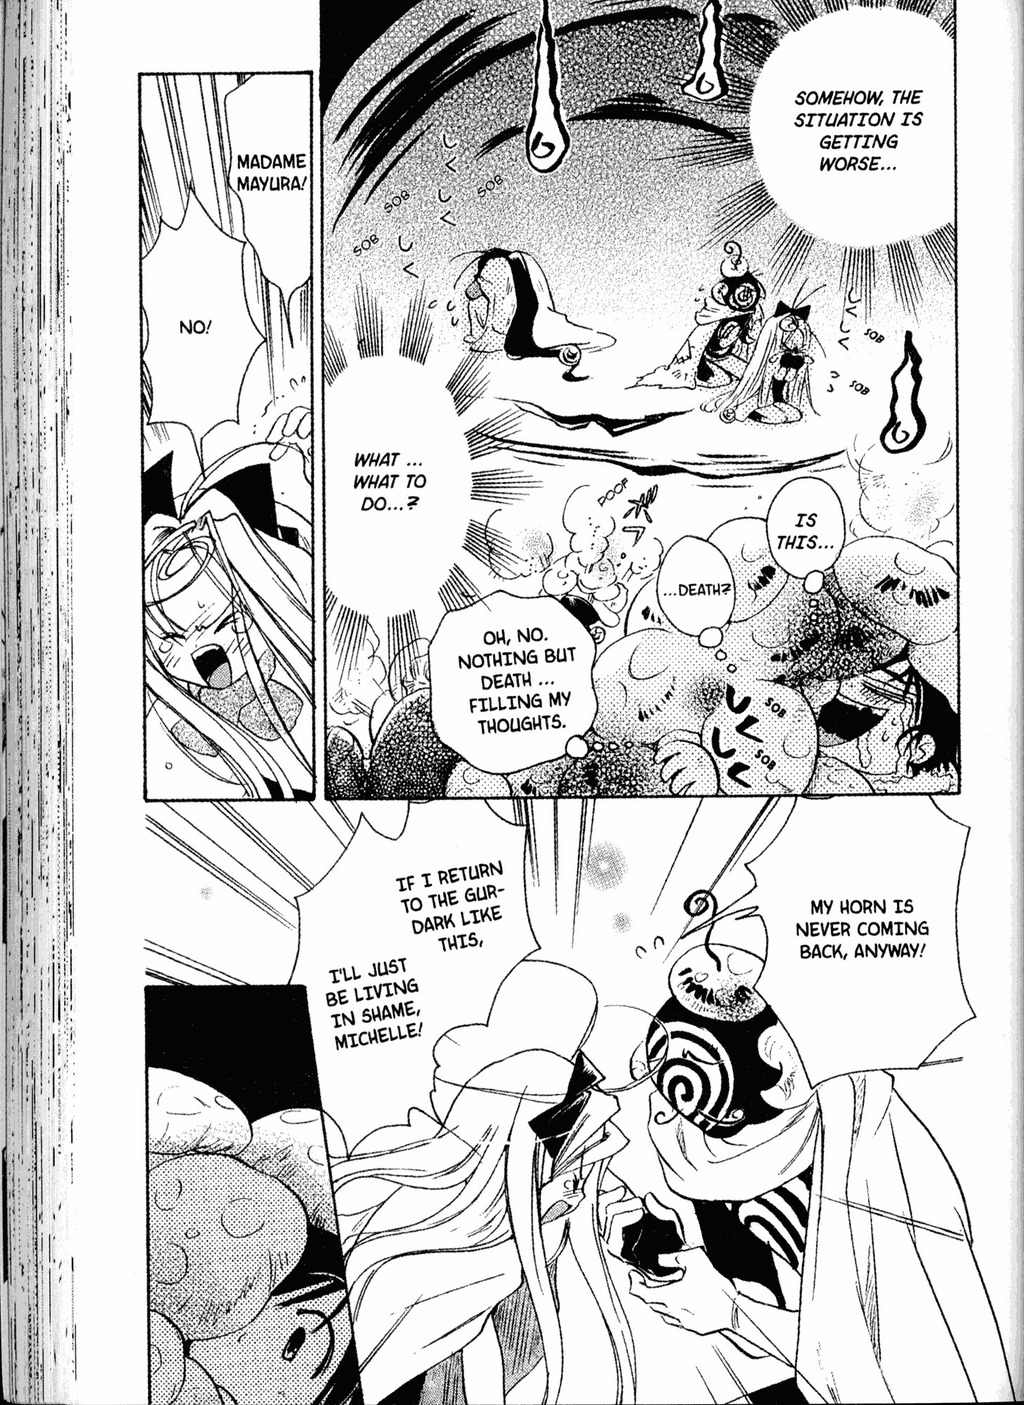 SOMEHOW, THE
SITUATION IS
GETTING
WORSE...
SOB
SOB
SOB
SOB
SOB
WHAT ...
WHAT TO
DO...?
POOF
IS
THIS...
...DEATH?
OH, NO.
NOTHING BUT
DEATH ...
FILLING MY
THOUGHTS.
SOB
SOB
MADAME
MAYURA!
NO!
MY HORN IS
NEVER COMING
BACK, ANYWAY!
IF I RETURN
TO THE GUR-
DARK LIKE
THIS,
I'LL JUST
BE LIVING
IN SHAME,
MICHELLE!